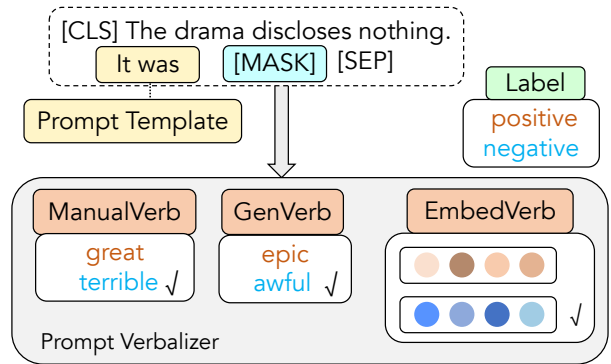 [CLS] The drama discloses nothing.
It was [MASK] [SEP]
Prompt Template
Label
positive
negative
ManualVerb
great
terrible √
GenVerb
epic
awful √
EmbedVerb
√
Prompt Verbalizer